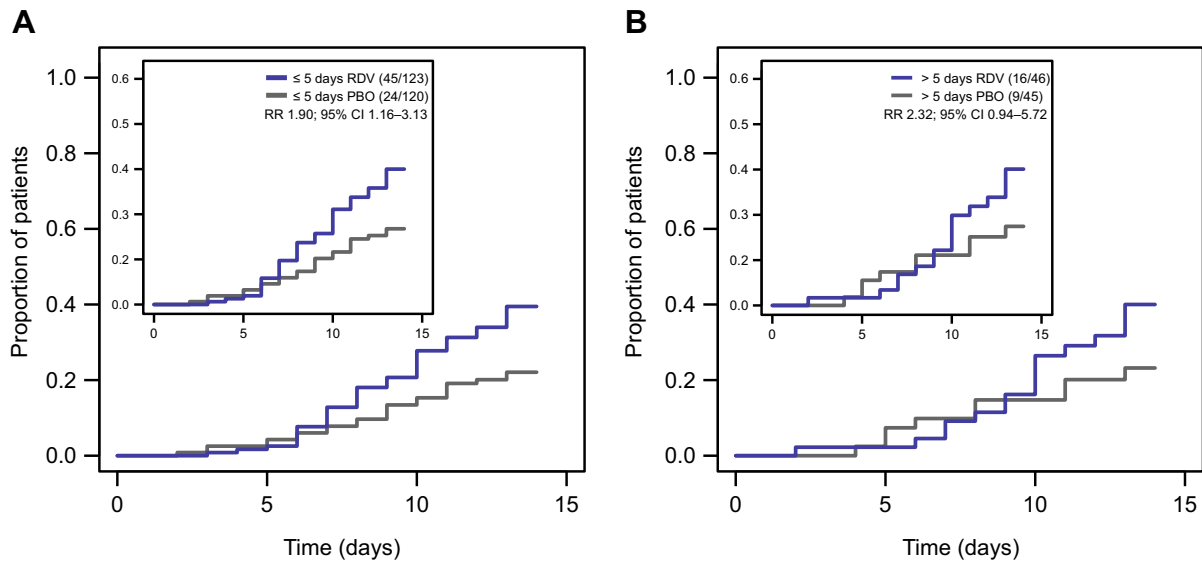 A
Proportion of patients
1.0
0.8
0.6
0.4
0.2
0.0
0 5 10 15
Time (days)
0.6
0.5
0.4
0.3
0.2
0.1
0.0
0 5 10 15
≤ 5 days RDV (45/123)
≤ 5 days PBO (24/120)
RR 1.90; 95% CI 1.16–3.13
B
Proportion of patients
1.0
0.8
0.6
0.4
0.2
0.0
0 5 10 15
Time (days)
0.6
0.5
0.4
0.3
0.2
0.1
0.0
0 5 10 15
> 5 days RDV (16/46)
> 5 days PBO (9/45)
RR 2.32; 95% CI 0.94–5.72